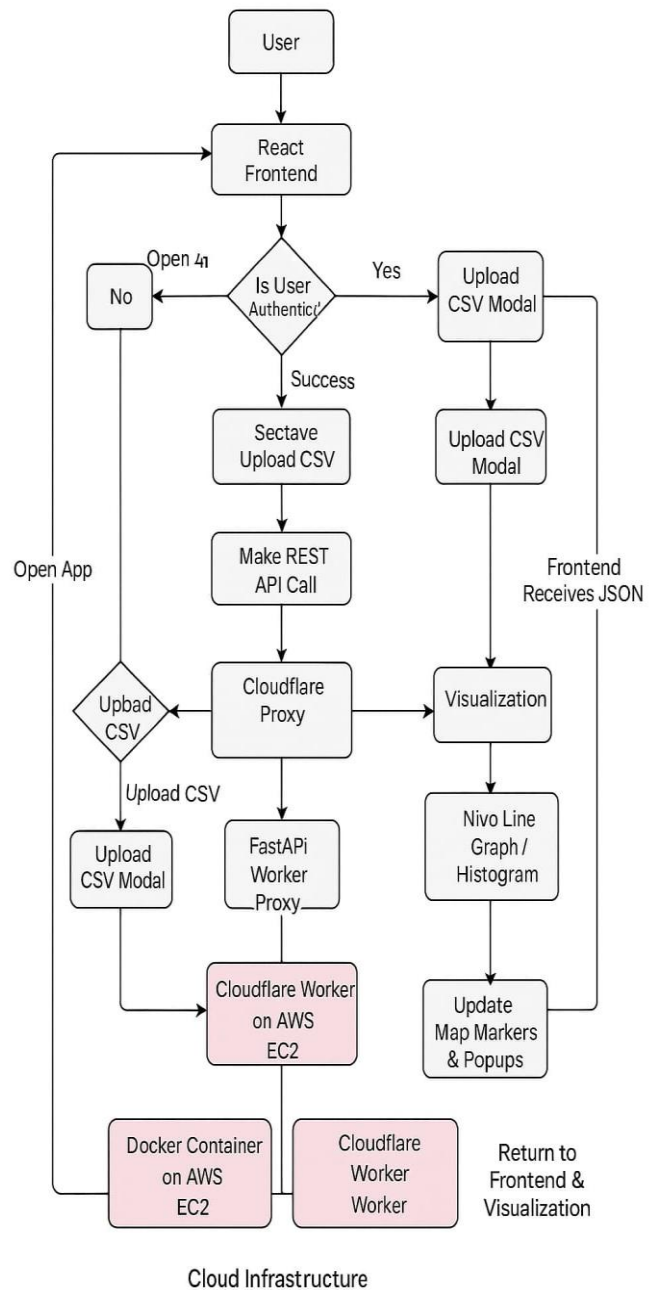 User
React
Frontend
Open 41
Is User
Authentic
Yes
No
Upload
CSV Modal
Success
Sectave
Upload CSV
Upload CSV
Modal
Make REST
API Call
Open App
Frontend
Receives JSON
Upbad
CSV
Cloudflare
Proxy
Visualization
Upload CSV
Upload
CSV Modal
FastAPi
Worker
Proxy
Nivo Line
Graph /
Histogram
Cloudflare Worker
on AWS
EC2
Update
Map Markers
& Popups
Docker Container
on AWS
EC2
Cloudflare
Worker
Worker
Return to
Frontend &
Visualization
Cloud Infrastructure